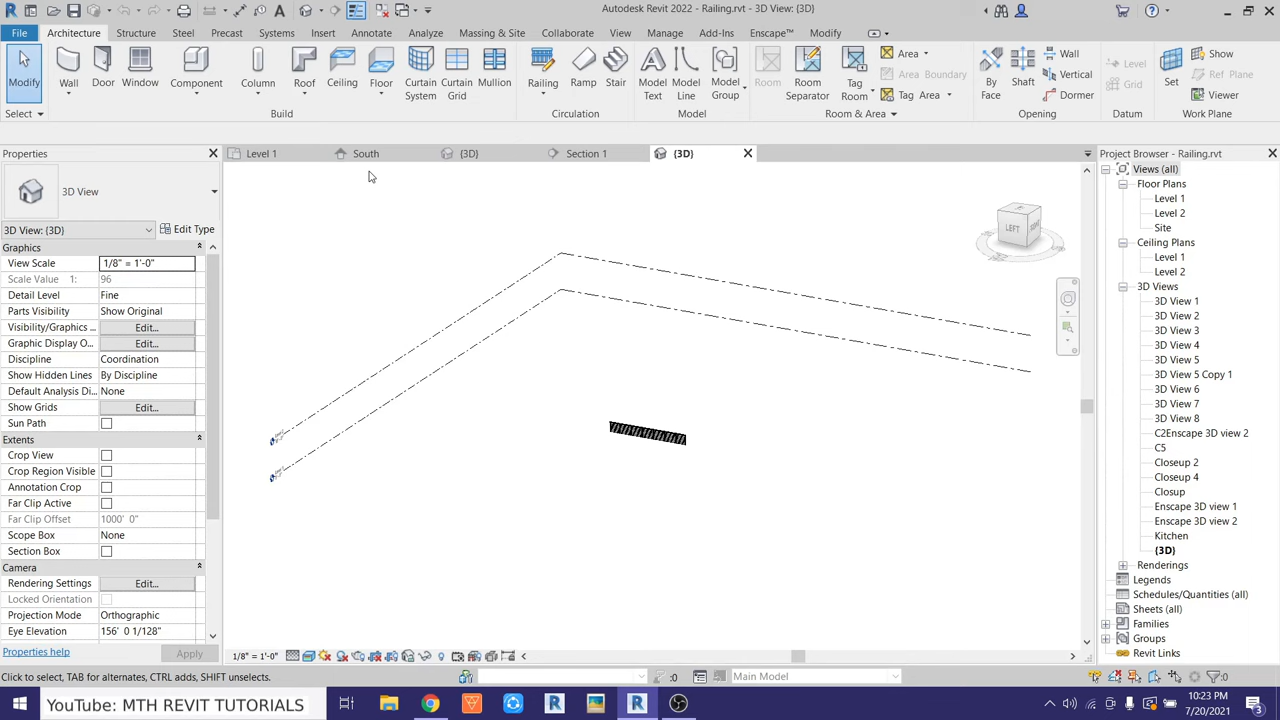 Autodesk Revit 2022 - Railing.rvt - 3D View: {3D}
File Architecture Structure Steel Precast Systems Insert Annotate Analyze Massing & Site Collaborate View Manage Add-Ins Enscape™ Modify
Modify
Wall
Door
Window
Component
Column
Roof
Ceiling
Floor
Curtain System
Curtain Grid
Mullion
Railing
Ramp
Stair
Model Text
Model Line
Model Group
Room
Room Separator
Tag Room
Area
Area Boundary
Tag Area
By Face
Shaft
Wall
Vertical
Dormer
Level
Grid
Set
Show
Ref Plane
Viewer
Select Build Circulation Model Room & Area Opening Datum Work Plane
Properties
Level 1 South {3D} Section 1 {3D}
Project Browser - Railing.rvt
3D View
3D View: {3D} Edit Type
Graphics
View Scale 1/8" = 1'-0"
Scale Value 1: 96
Detail Level Fine
Parts Visibility Show Original
Visibility/Graphics ... Edit...
Graphic Display O... Edit...
Discipline Coordination
Show Hidden Lines By Discipline
Default Analysis Di... None
Show Grids Edit...
Sun Path
Extents
Crop View
Crop Region Visible
Annotation Crop
Far Clip Active
Far Clip Offset 1000' 0"
Scope Box None
Section Box
Camera
Rendering Settings Edit...
Locked Orientation
Projection Mode Orthographic
Eye Elevation 156' 0 1/128"
Properties help Apply
LEFT
Views (all)
Floor Plans
Level 1
Level 2
Site
Ceiling Plans
Level 1
Level 2
3D Views
3D View 1
3D View 2
3D View 3
3D View 4
3D View 5
3D View 5 Copy 1
3D View 6
3D View 7
3D View 8
C2Enscape 3D view 2
C5
Closeup 2
Closeup 4
Closup
Enscape 3D view 1
Enscape 3D view 2
Kitchen
{3D}
Renderings
Legends
Schedules/Quantities (all)
Sheets (all)
Families
Groups
Revit Links
1/8" = 1'-0"
Click to select, TAB for alternates, CTRL adds, SHIFT unselects.
:0
Main Model
:0
YouTube: MTH REVIT TUTORIALS
10:23 PM
7/20/2021
3